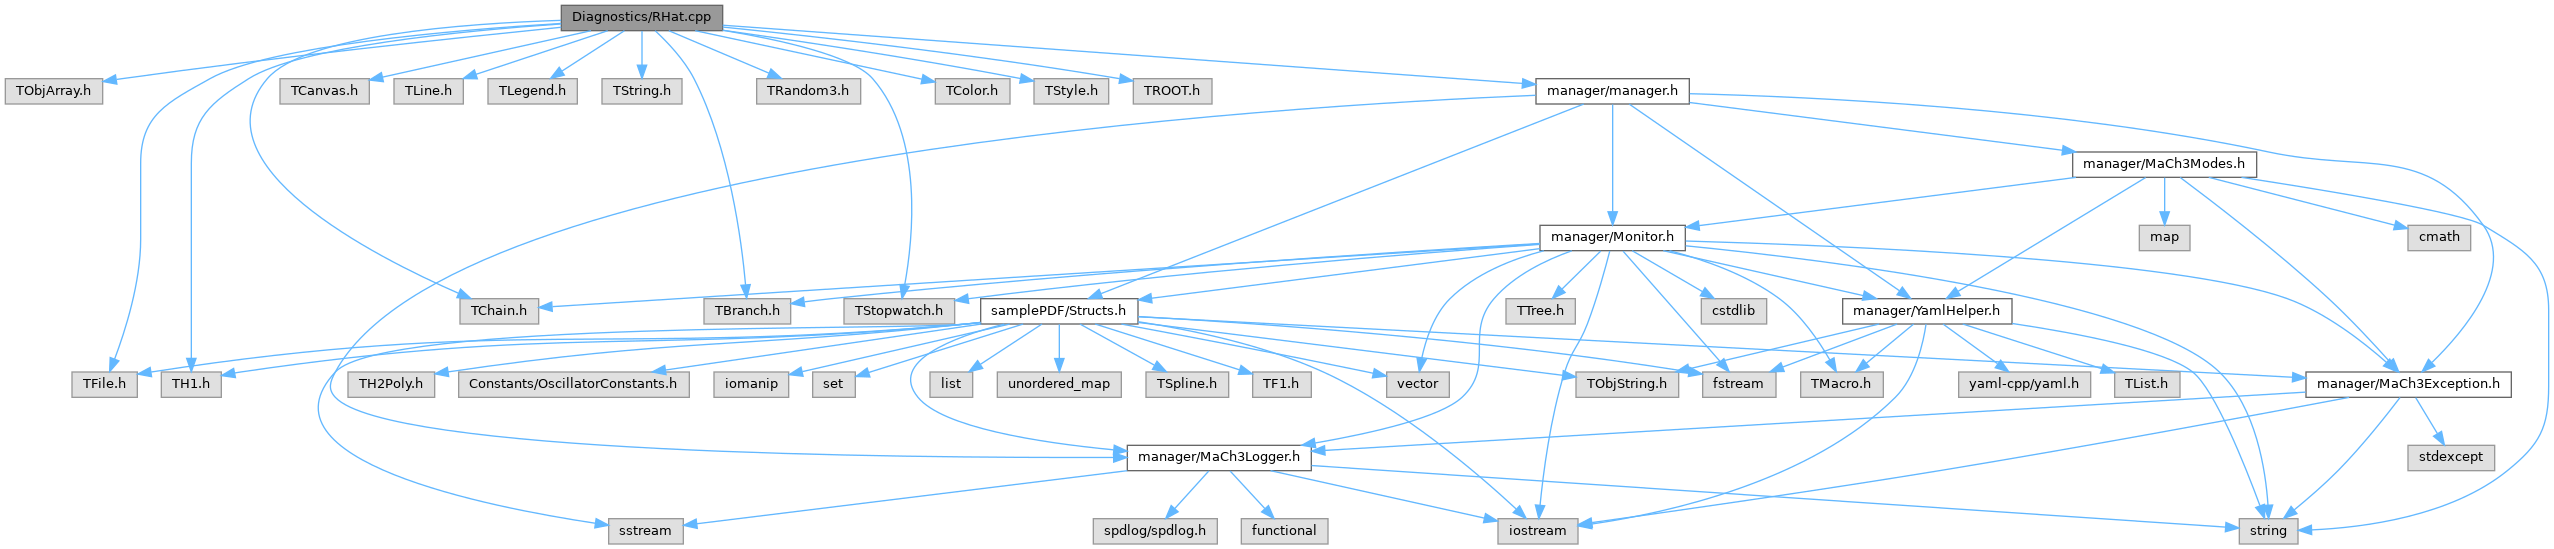 Diagnostics/RHat.cpp
TObjArray.h
TCanvas.h
TLine.h
TLegend.h
TString.h
TRandom3.h
TColor.h
TStyle.h
TROOT.h
manager/manager.h
manager/MaCh3Modes.h
manager/Monitor.h
map
cmath
TChain.h
TBranch.h
TStopwatch.h
samplePDF/Structs.h
TTree.h
cstdlib
manager/YamlHelper.h
TFile.h
TH1.h
TH2Poly.h
Constants/OscillatorConstants.h
iomanip
set
list
unordered_map
TSpline.h
TF1.h
vector
TObjString.h
fstream
TMacro.h
yaml-cpp/yaml.h
TList.h
manager/MaCh3Exception.h
manager/MaCh3Logger.h
stdexcept
sstream
spdlog/spdlog.h
functional
iostream
string